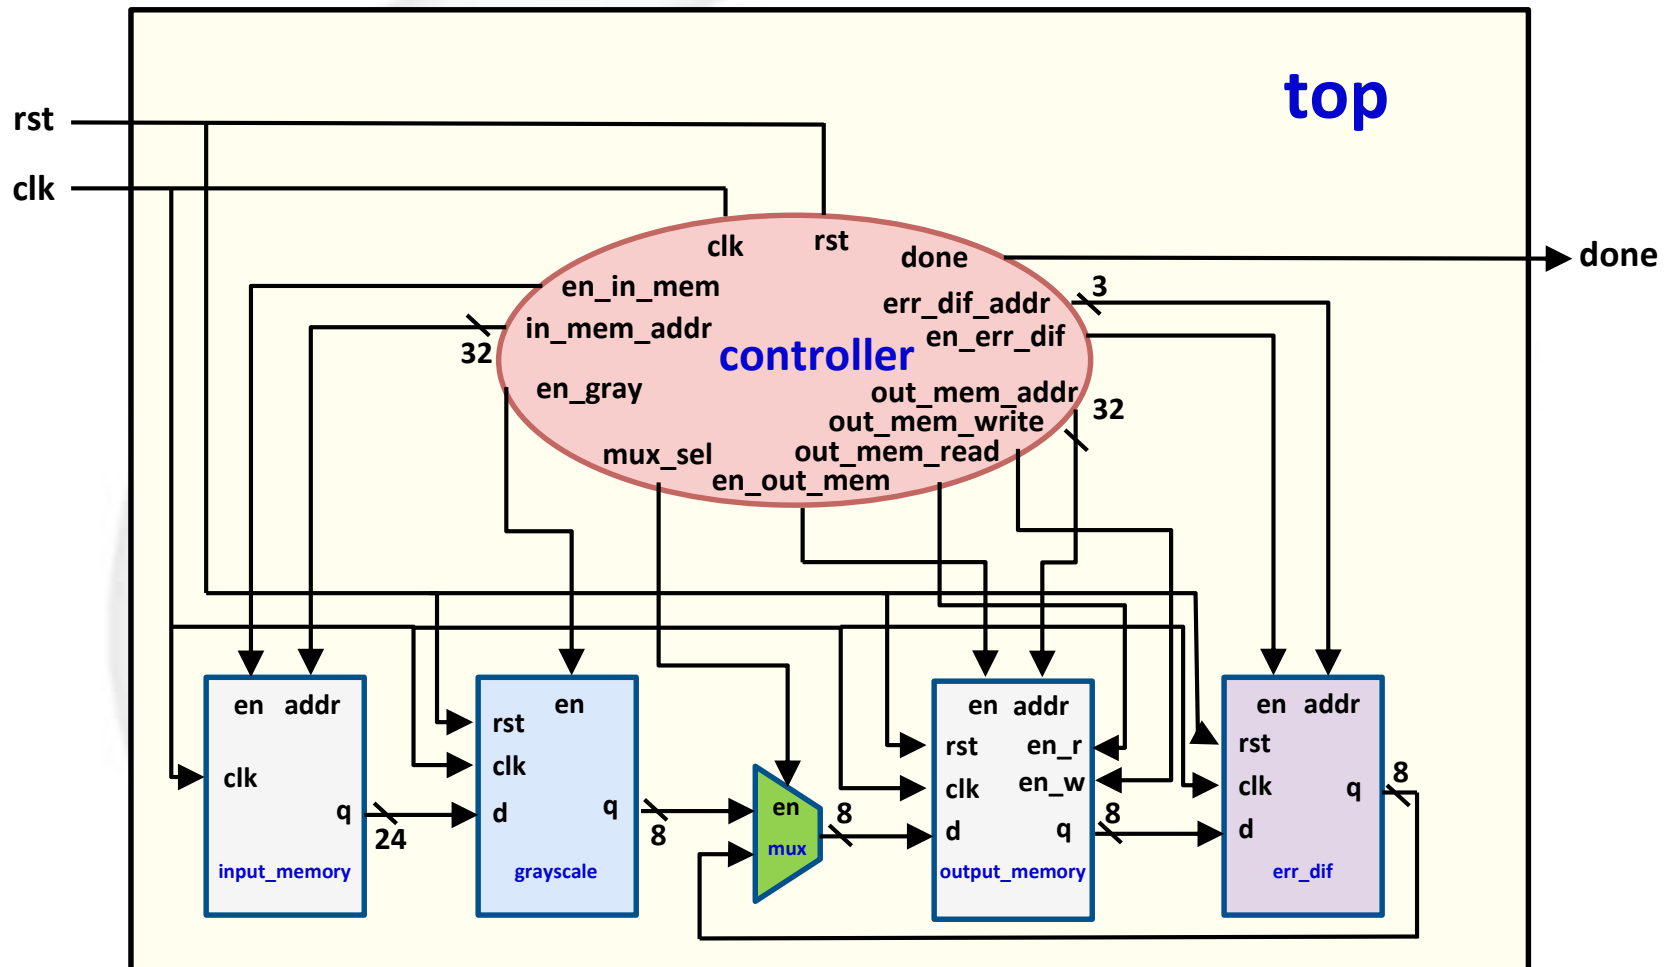 top
rst
clk
clk
rst
done
done
en_in_mem
err_dif_addr
3
in_mem_addr
32
en_err_dif
controller
en_gray
out_mem_addr
32
out_mem_write
mux_sel
out_mem_read
en_out_mem
en addr
clk
q
24
input_memory
en
rst
clk
d
q
8
grayscale
en
mux
8
en addr
rst
en_r
clk
en_w
d
q
8
output_memory
en addr
rst
clk
q
8
d
err_dif